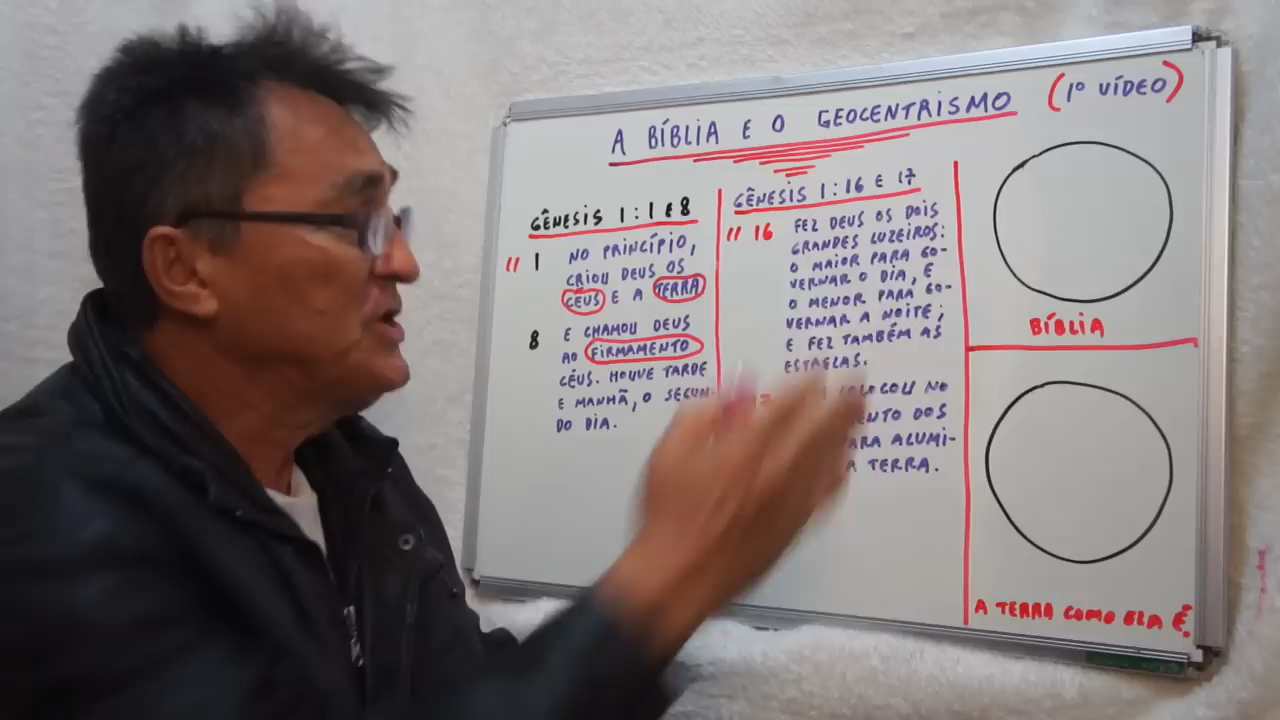 A BÍBLIA E O GEOCENTRISMO (1º VÍDEO)
GÊNESIS 1:1 E 8
" 1 NO PRINCÍPIO,
CRIOU DEUS OS
CÉUS E A TERRA
8 E CHAMOU DEUS
AO FIRMAMENTO
CÉUS. HOUVE TARDE
E MANHÃ, O SEGUN-
DO DIA.
GÊNESIS 1:16 E 17
" 16 FEZ DEUS OS DOIS
GRANDES LUZEIROS:
O MAIOR PARA GO-
VERNAR O DIA, E
O MENOR PARA GO-
VERNAR A NOITE;
E FEZ TAMBÉM AS
ESTRELAS.
COLOCOU NO
ENTO DOS
ARA ALUMI-
A TERRA.
BÍBLIA
A TERRA COMO ELA É.